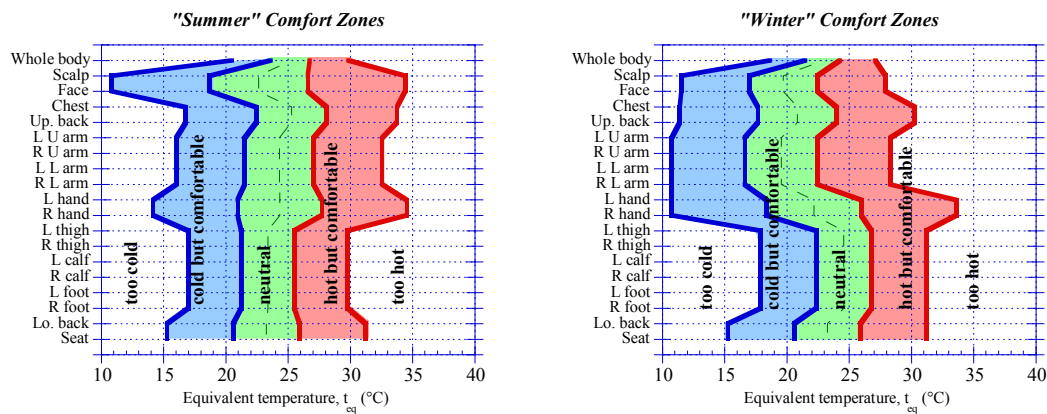 "Summer" Comfort Zones
Whole body
Scalp
Face
Chest
Up. back
L U arm
R U arm
L L arm
R L arm
L hand
R hand
L thigh
R thigh
L calf
R calf
L foot
R foot
Lo. back
Seat
too cold
cold but comfortable
neutral
hot but comfortable
too hot
10 15 20 25 30 35 40
Equivalent temperature, t_eq (°C)
"Winter" Comfort Zones
Whole body
Scalp
Face
Chest
Up. back
L U arm
R U arm
L L arm
R L arm
L hand
R hand
L thigh
R thigh
L calf
R calf
L foot
R foot
Lo. back
Seat
too cold
cold but comfortable
neutral
hot but comfortable
too hot
10 15 20 25 30 35 40
Equivalent temperature, t_eq (°C)